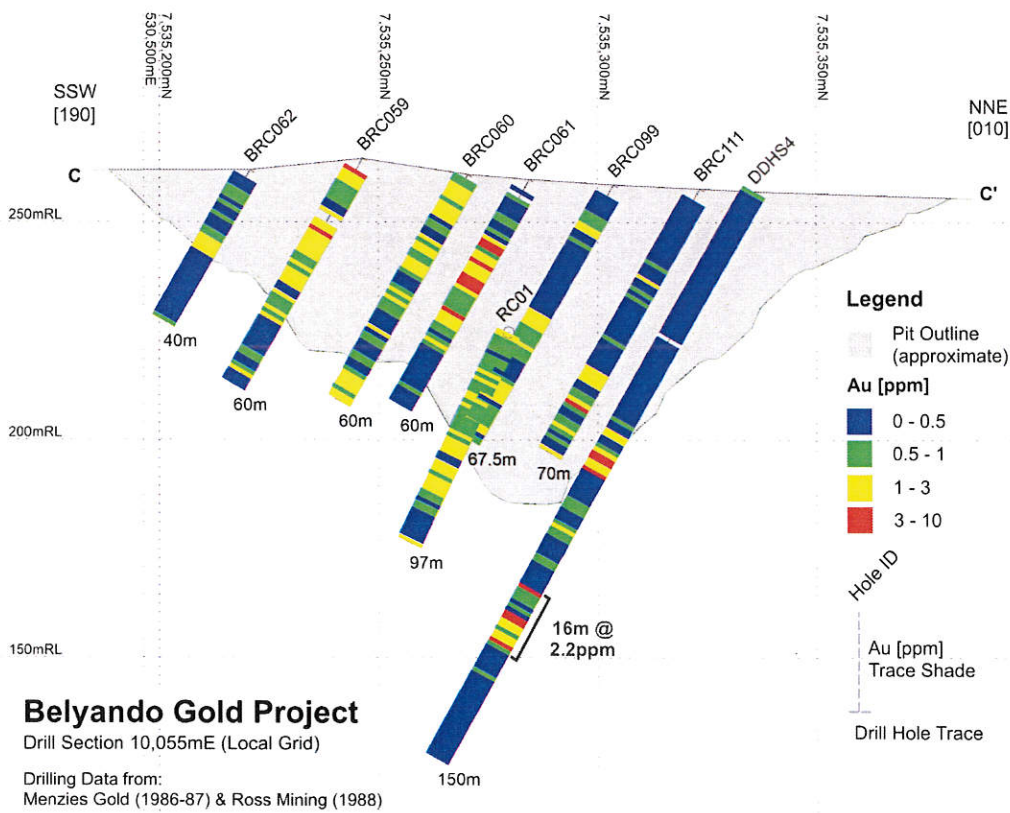 7,535,200mN
530,500mE
7,535,250mN
7,535,300mN
7,535,350mN
SSW
[190]
NNE
[010]
BRC062
BRC059
BRC060
BRC061
BRC099
BRC111
DDHS4
C
C'
250mRL
RC01
40m
60m
60m
60m
67.5m
70m
97m
200mRL
150mRL
16m @
2.2ppm
150m
Legend
Pit Outline
(approximate)
Au [ppm]
0 - 0.5
0.5 - 1
1 - 3
3 - 10
Hole ID
Au [ppm]
Trace Shade
Drill Hole Trace
Belyando Gold Project
Drill Section 10,055mE (Local Grid)
Drilling Data from:
Menzies Gold (1986-87) & Ross Mining (1988)